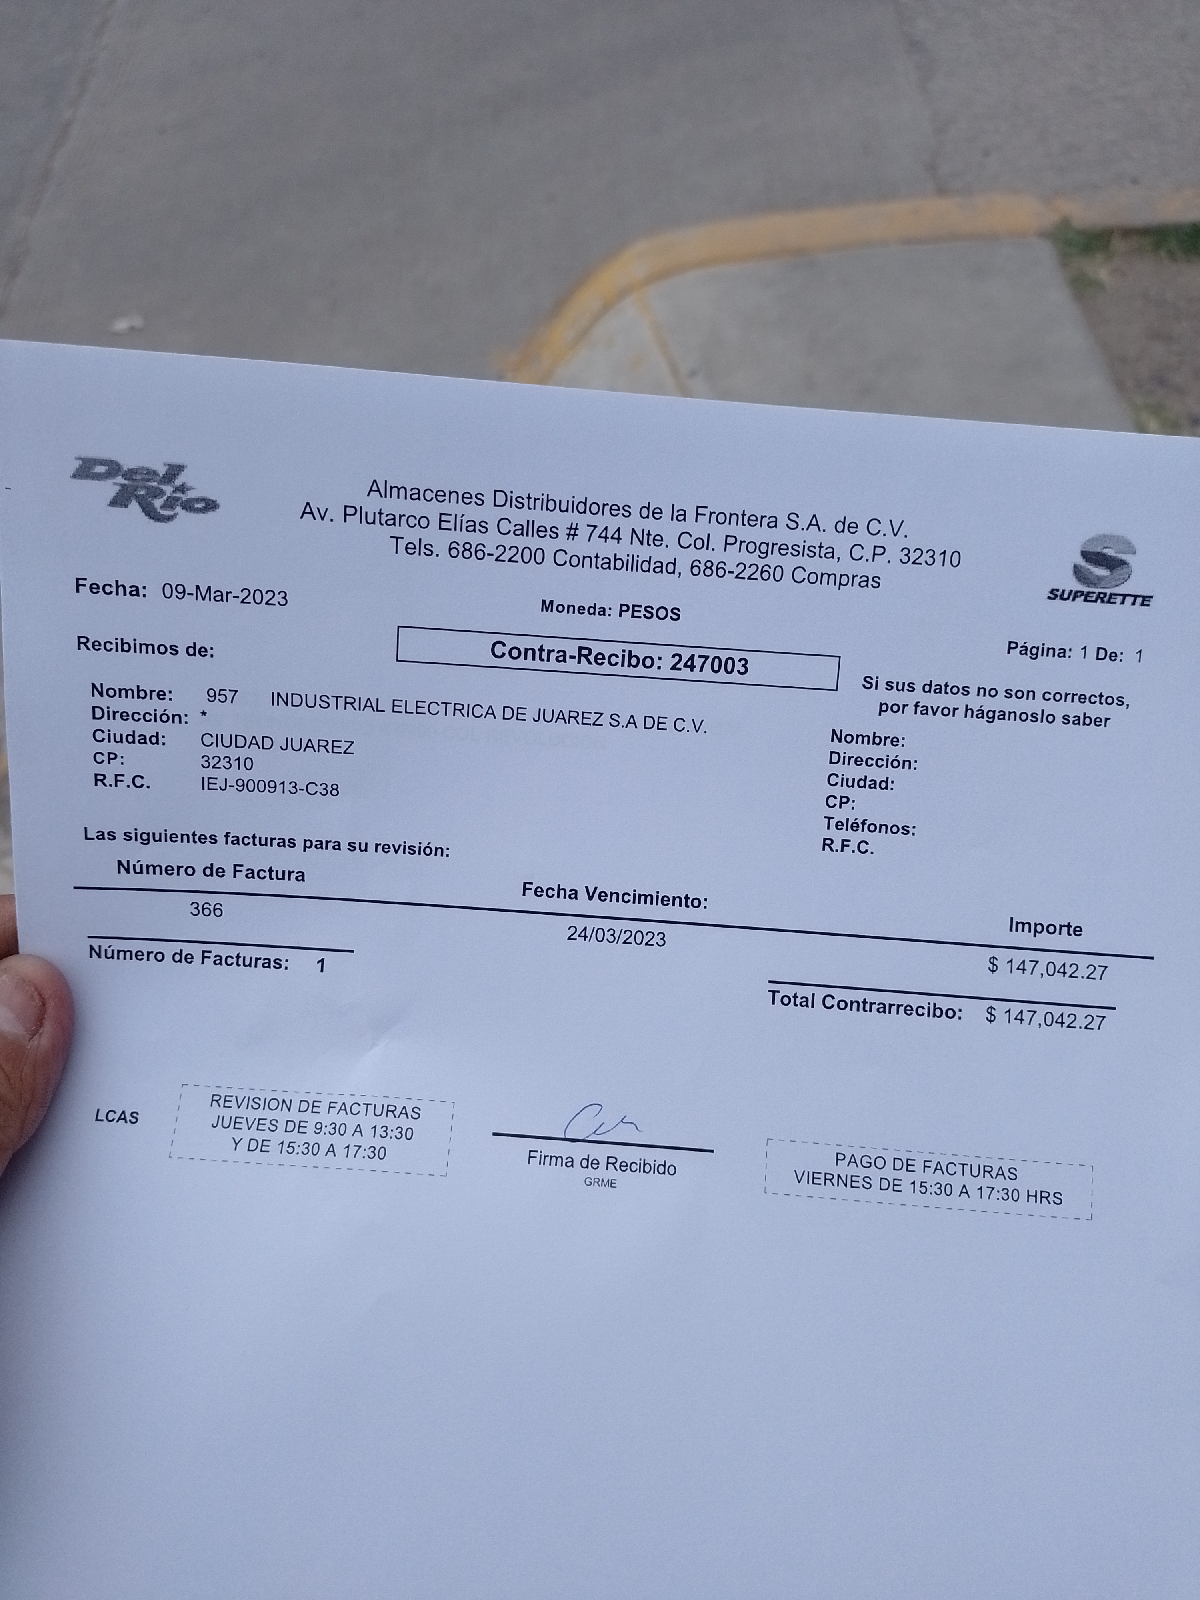 Del Rio
Almacenes Distribuidores de la Frontera S.A. de C.V.
Av. Plutarco Elías Calles # 744 Nte. Col. Progresista, C.P. 32310
Tels. 686-2200 Contabilidad, 686-2260 Compras
SUPERETTE
Fecha: 09-Mar-2023
Moneda: PESOS
Página: 1 De: 1
Recibimos de:
Contra-Recibo: 247003
Si sus datos no son correctos,
por favor háganoslo saber
Nombre: 957 INDUSTRIAL ELECTRICA DE JUAREZ S.A DE C.V.
Dirección: *
Ciudad: CIUDAD JUAREZ
CP: 32310
R.F.C. IEJ-900913-C38
Nombre:
Dirección:
Ciudad:
CP:
Teléfonos:
R.F.C.
Las siguientes facturas para su revisión:
Número de Factura Fecha Vencimiento: Importe
366 24/03/2023 $ 147,042.27
Número de Facturas: 1
Total Contrarrecibo: $ 147,042.27
LCAS
REVISION DE FACTURAS
JUEVES DE 9:30 A 13:30
Y DE 15:30 A 17:30
Firma de Recibido
GRME
PAGO DE FACTURAS
VIERNES DE 15:30 A 17:30 HRS